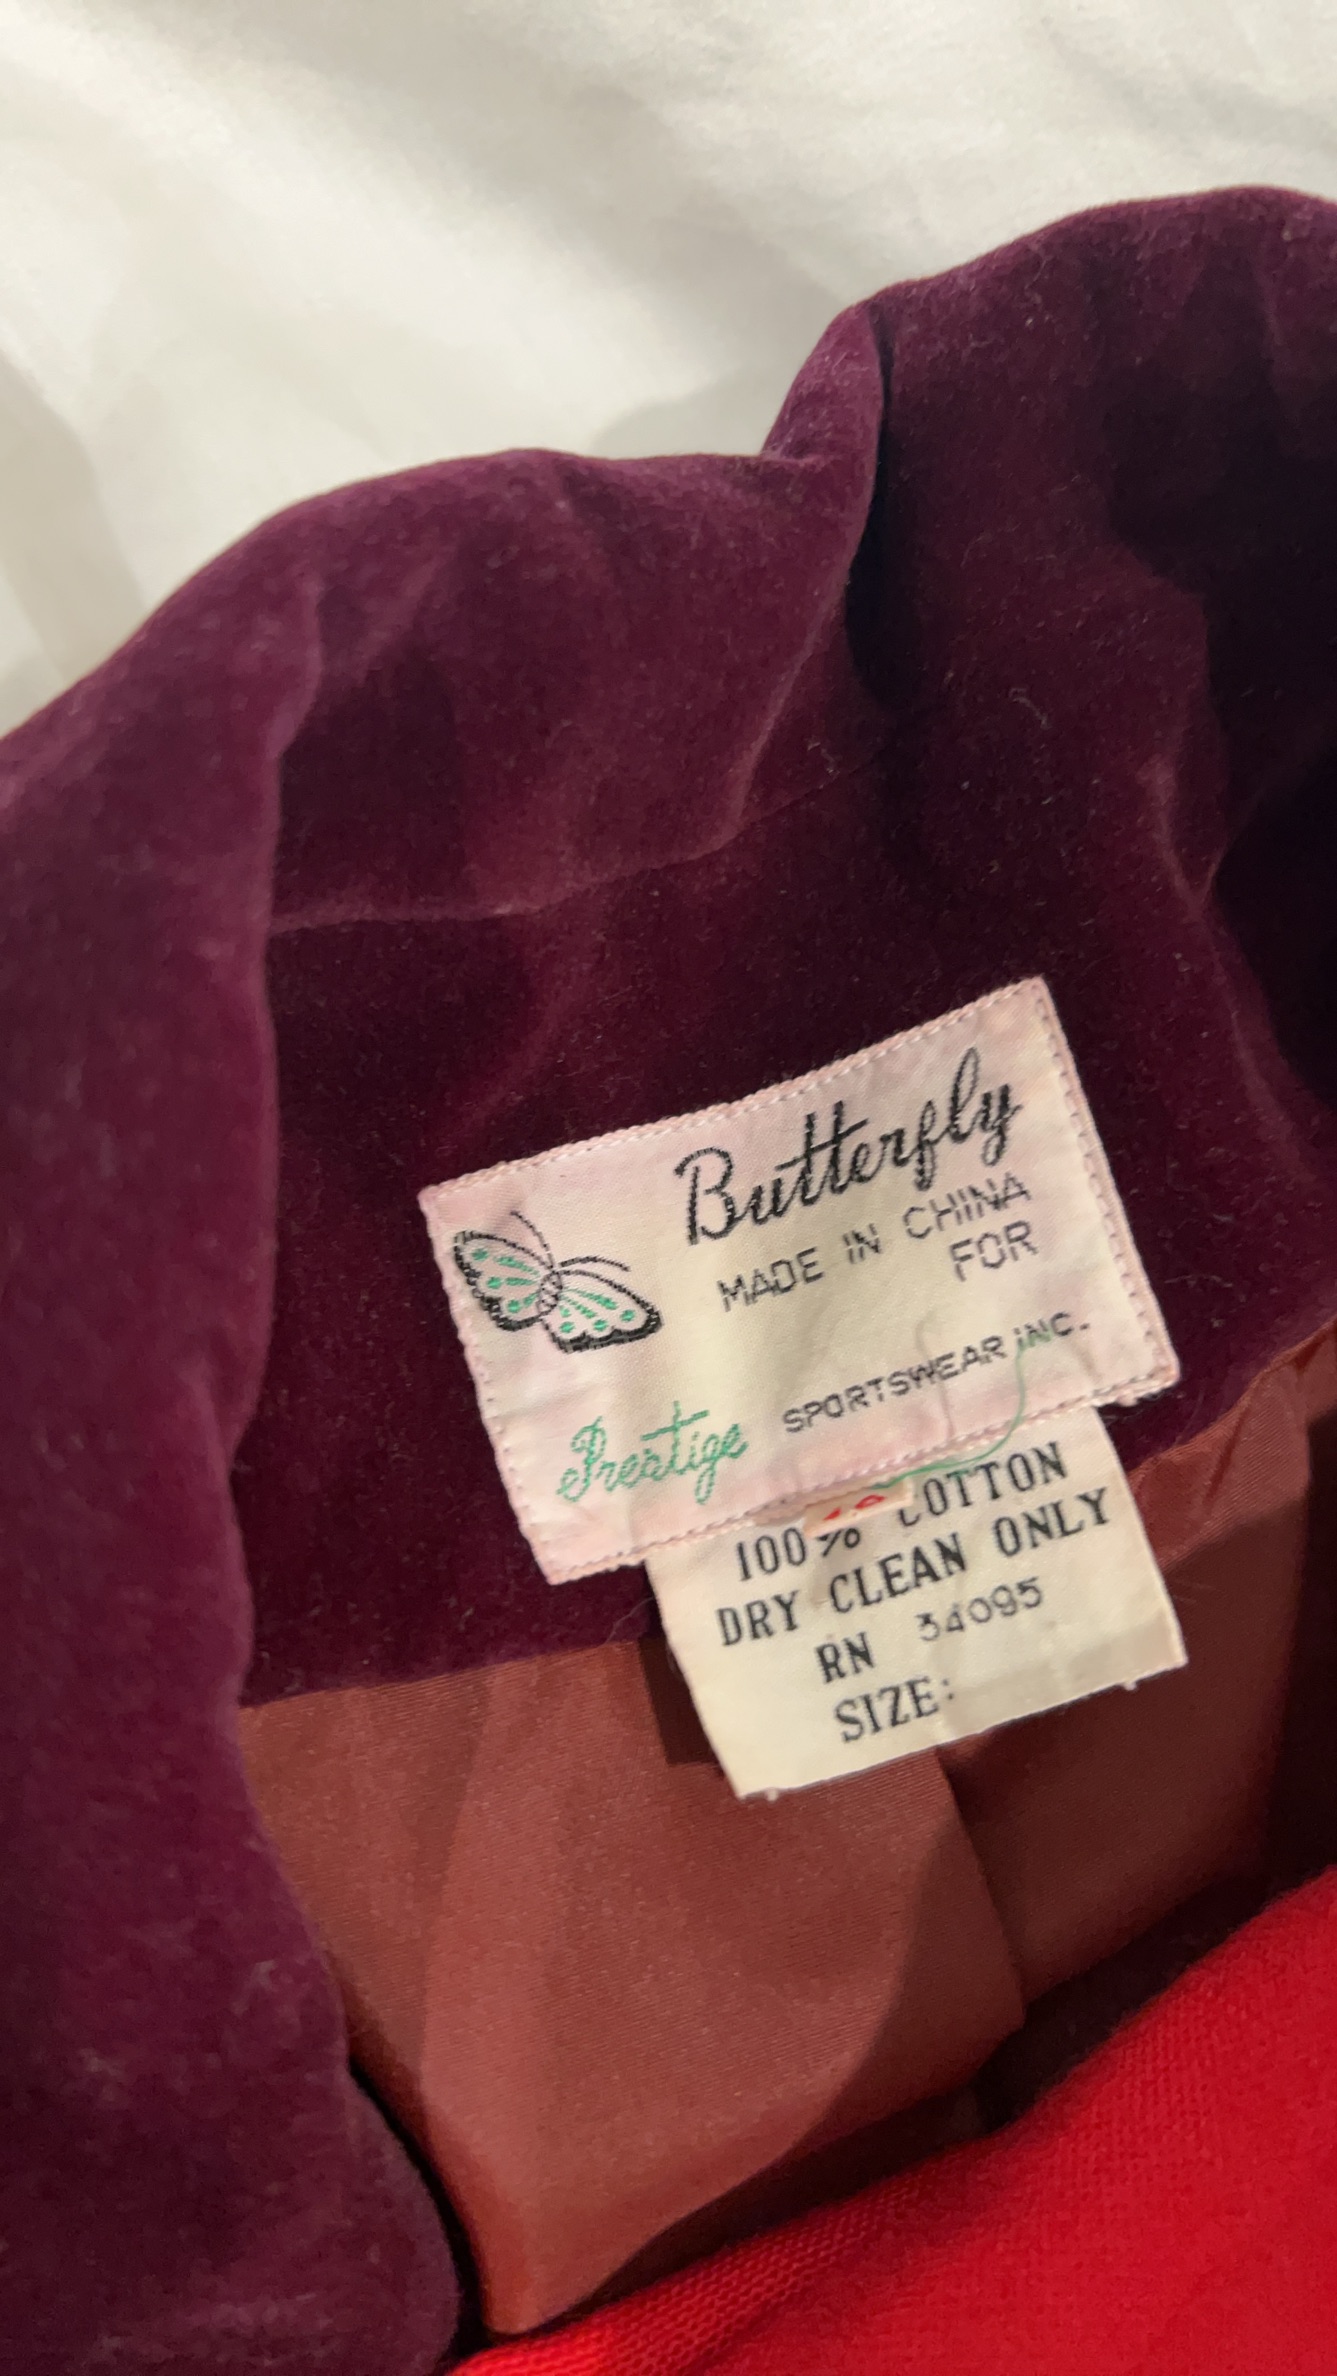 Butterfly
MADE IN CHINA
FOR
Prestige SPORTSWEAR INC.
100% COTTON
DRY CLEAN ONLY
RN 34095
SIZE: